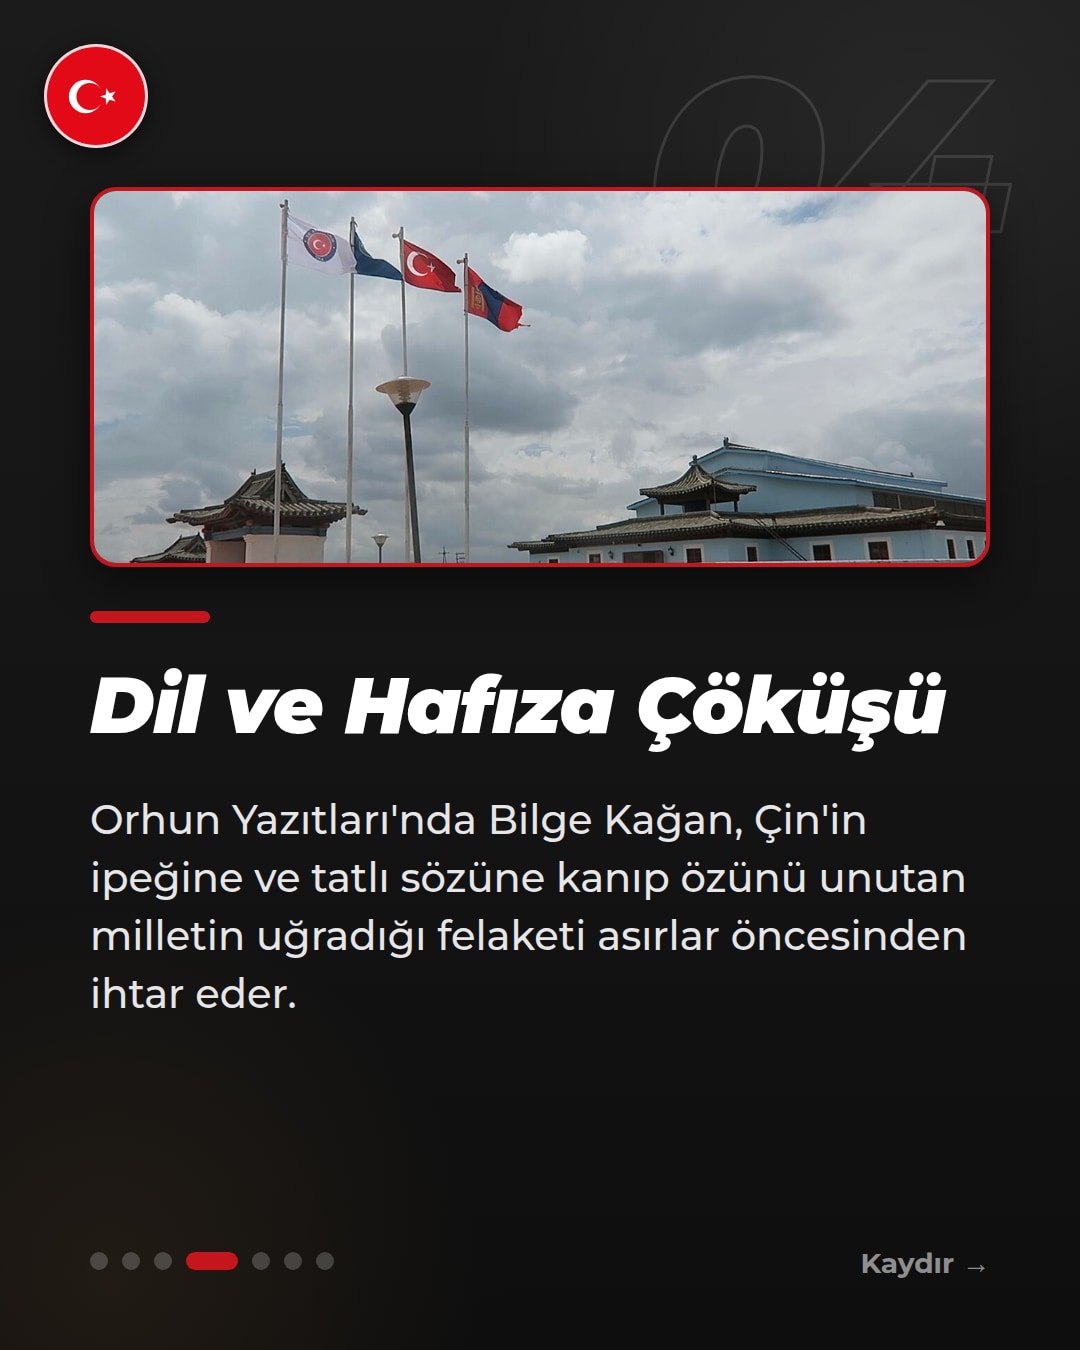 04
Dil ve Hafıza Çöküşü
Orhun Yazıtları'nda Bilge Kağan, Çin'in
ipeğine ve tatlı sözüne kanıp özünü unutan
milletin uğradığı felaketi asırlar öncesinden
ihtar eder.
Kaydır →